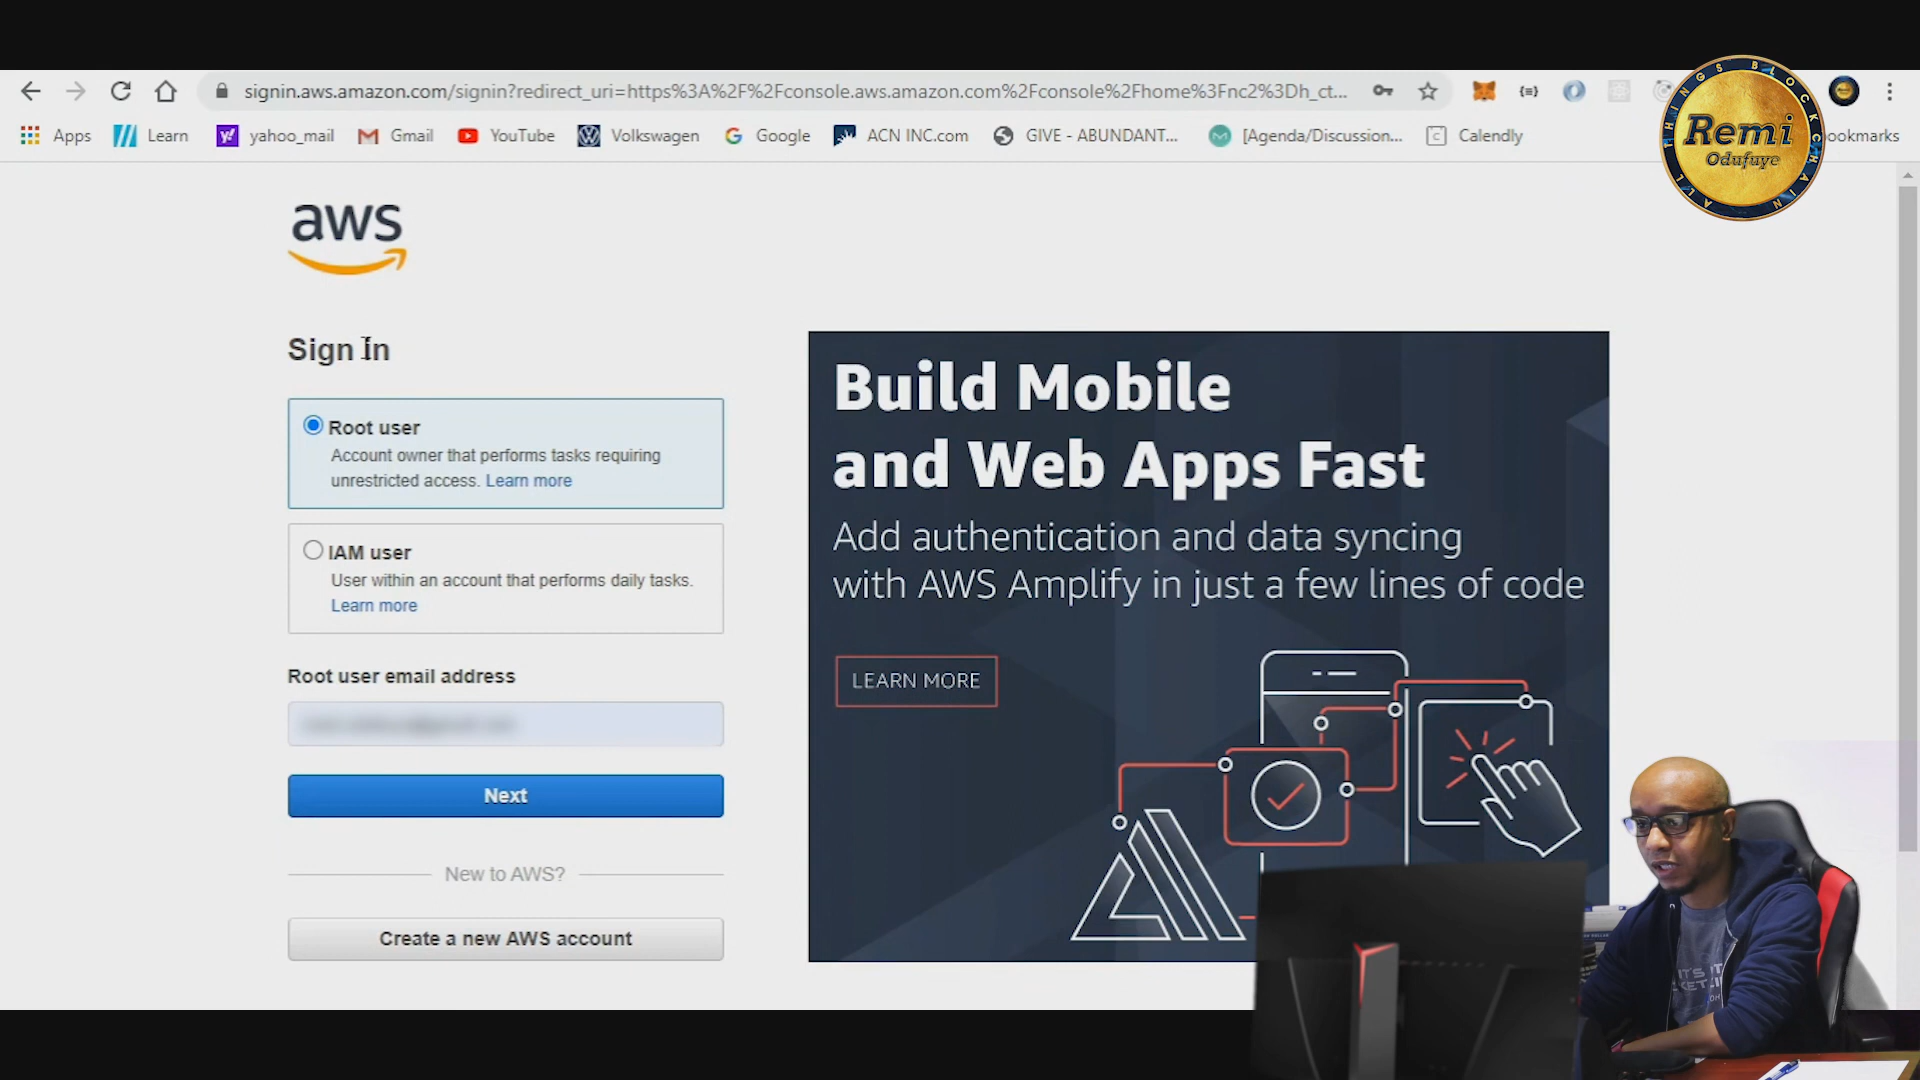 signin.aws.amazon.com/signin?redirect_uri=https%3A%2F%2Fconsole.aws.amazon.com%2Fconsole%2Fhome%3Fnc2%3Dh_ct...
Apps Learn yahoo_mail Gmail YouTube Volkswagen Google ACN INC.com GIVE - ABUNDANT... [Agenda/Discussion... Calendly ookmarks
ALL THINGS BLOCKCHAIN
Remi
Odufuye
aws
Sign In
Root user
Account owner that performs tasks requiring
unrestricted access. Learn more
IAM user
User within an account that performs daily tasks.
Learn more
Root user email address
Next
New to AWS?
Create a new AWS account
Build Mobile
and Web Apps Fast
Add authentication and data syncing
with AWS Amplify in just a few lines of code
LEARN MORE